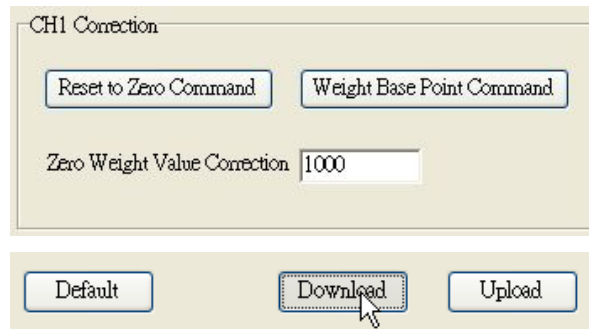 CH1 Correction
Reset to Zero Command Weight Base Point Command
Zero Weight Value Correction 1000
Default Download Upload